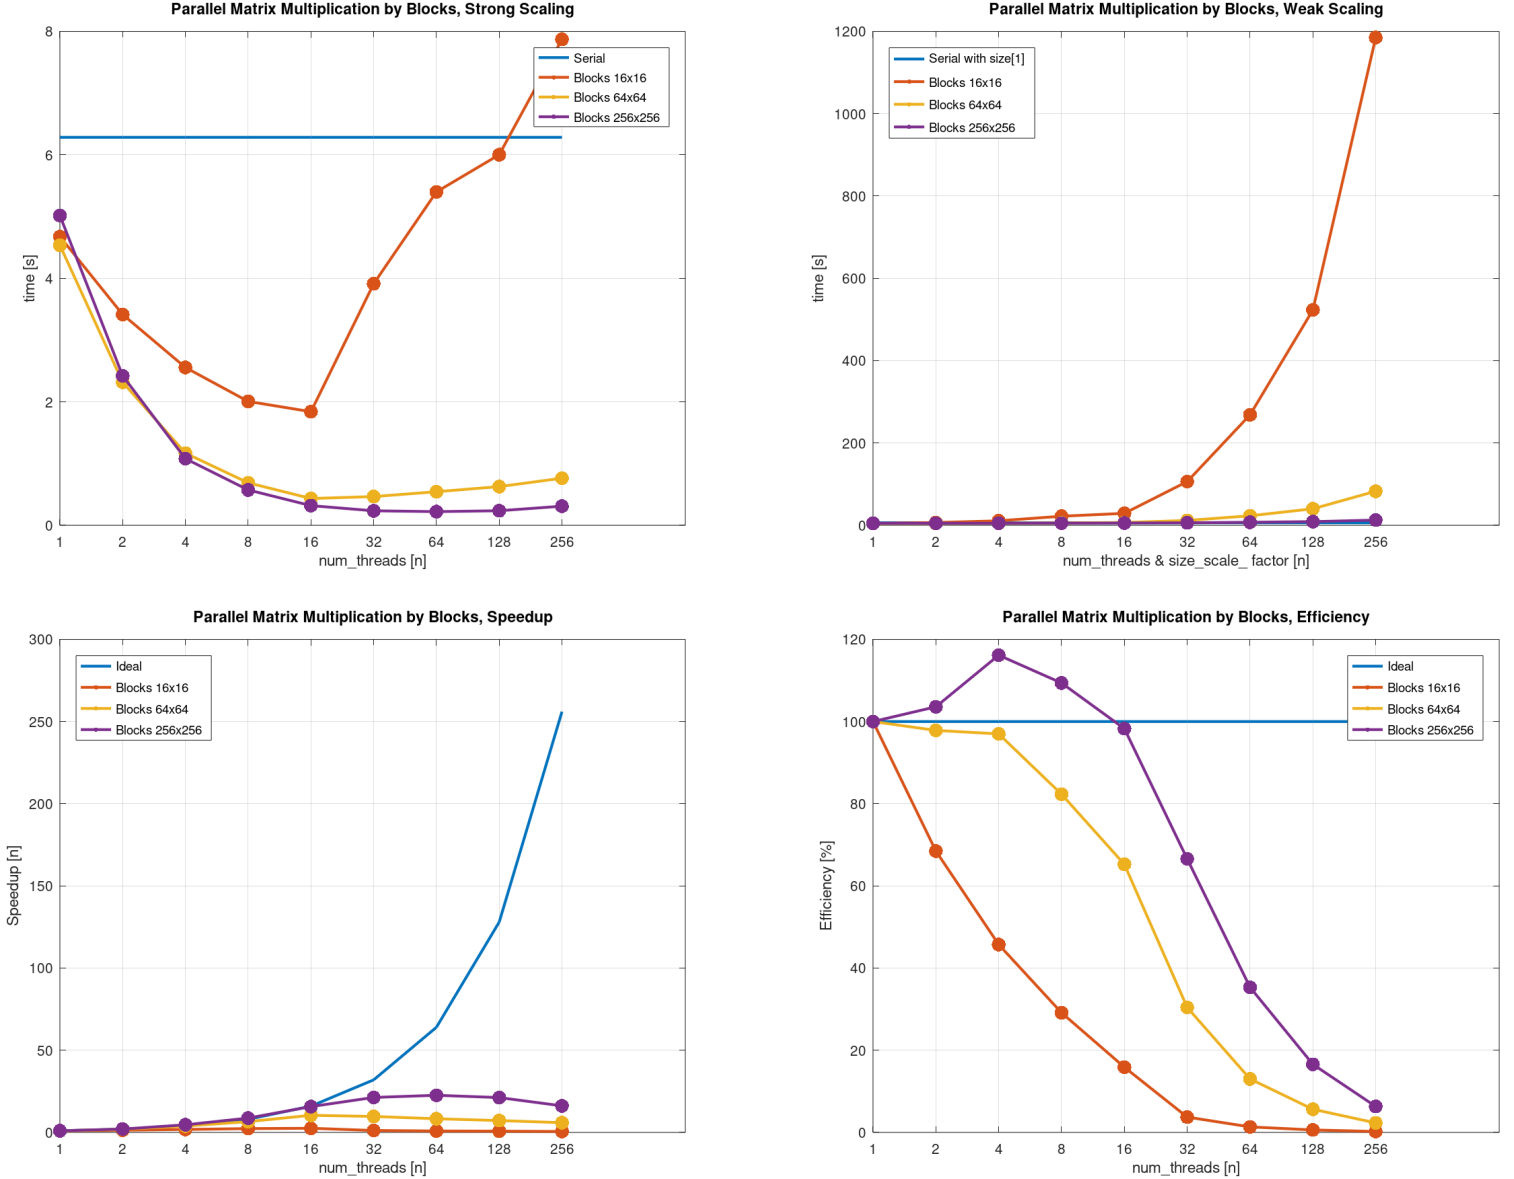 Parallel Matrix Multiplication by Blocks, Strong Scaling
8
6
4
2
0
time [s]
Serial
Blocks 16x16
Blocks 64x64
Blocks 256x256
1 2 4 8 16 32 64 128 256
num_threads [n]
Parallel Matrix Multiplication by Blocks, Weak Scaling
1200
1000
800
600
400
200
0
time [s]
Serial with size[1]
Blocks 16x16
Blocks 64x64
Blocks 256x256
1 2 4 8 16 32 64 128 256
num_threads & size_scale_ factor [n]
Parallel Matrix Multiplication by Blocks, Speedup
300
250
200
150
100
50
0
Speedup [n]
Ideal
Blocks 16x16
Blocks 64x64
Blocks 256x256
1 2 4 8 16 32 64 128 256
num_threads [n]
Parallel Matrix Multiplication by Blocks, Efficiency
120
100
80
60
40
20
0
Efficiency [%]
Ideal
Blocks 16x16
Blocks 64x64
Blocks 256x256
1 2 4 8 16 32 64 128 256
num_threads [n]